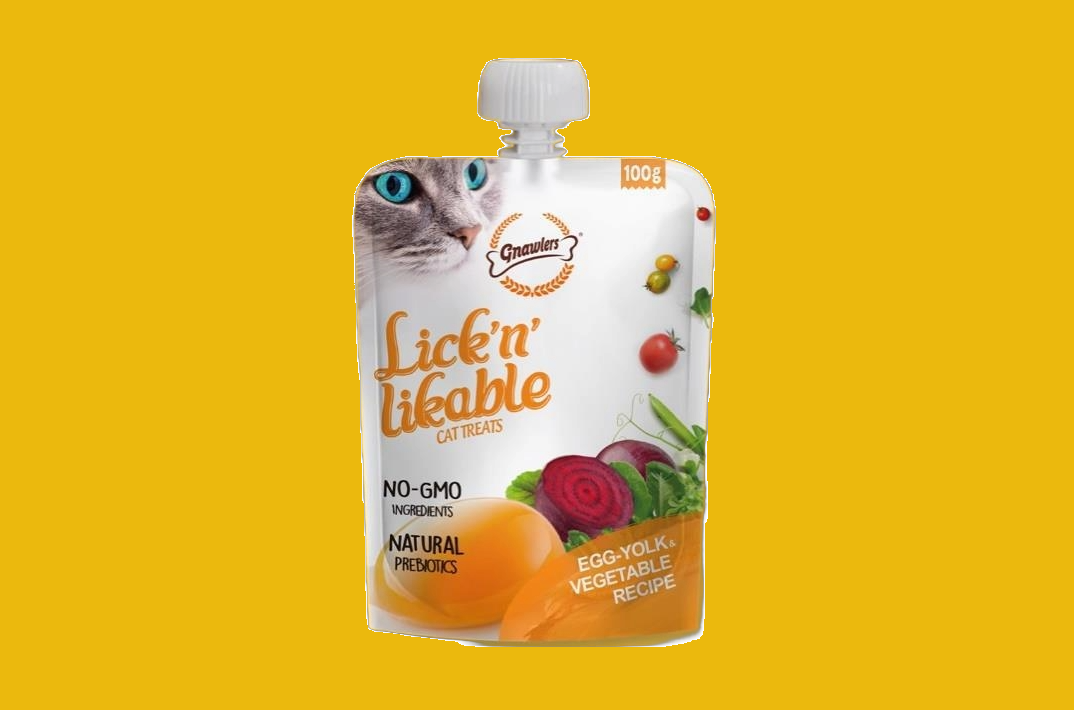 100g
Gnawlers
Lick'n'
likable
CAT TREATS
NO-GMO
INGREDIENTS
NATURAL
PREBIOTICS
EGG-YOLK &
VEGETABLE
RECIPE